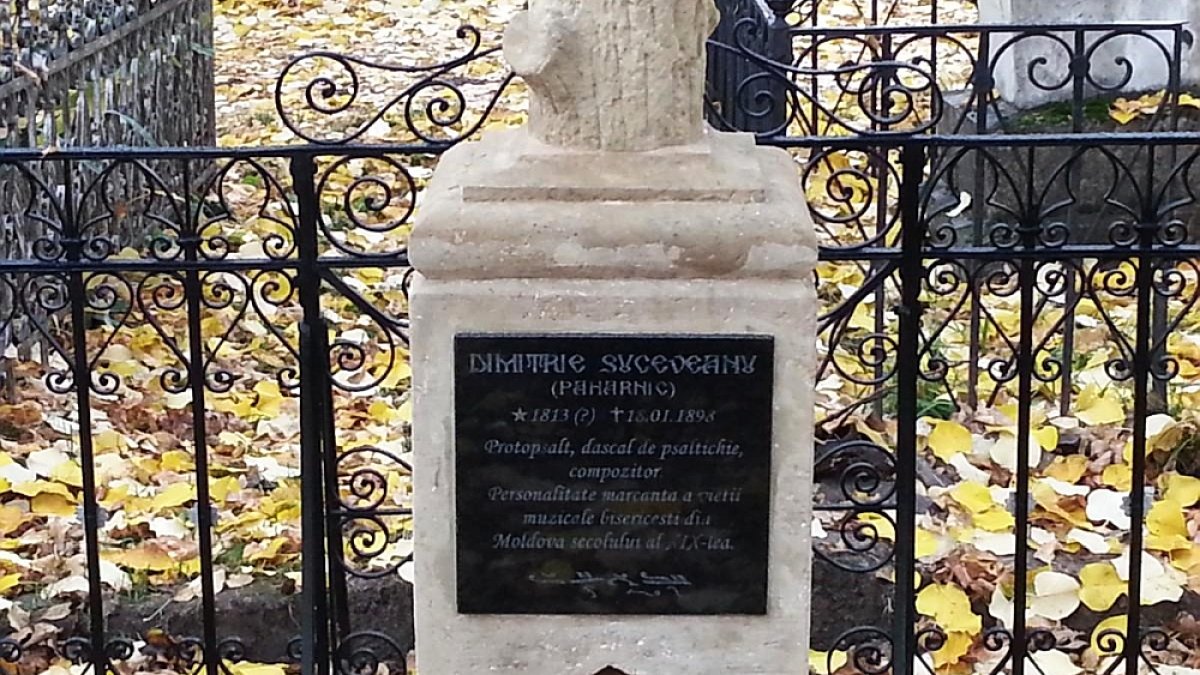 DIMITRIE SUCEVEANU
(PAHARNIC)
★1813 (?) ✝18.01.1898
Protopsalt, dascal de psaltichie,
compozitor.
Personalitate marcanta a vietii
muzicale bisericesti din
Moldova secolului al XIX-lea.